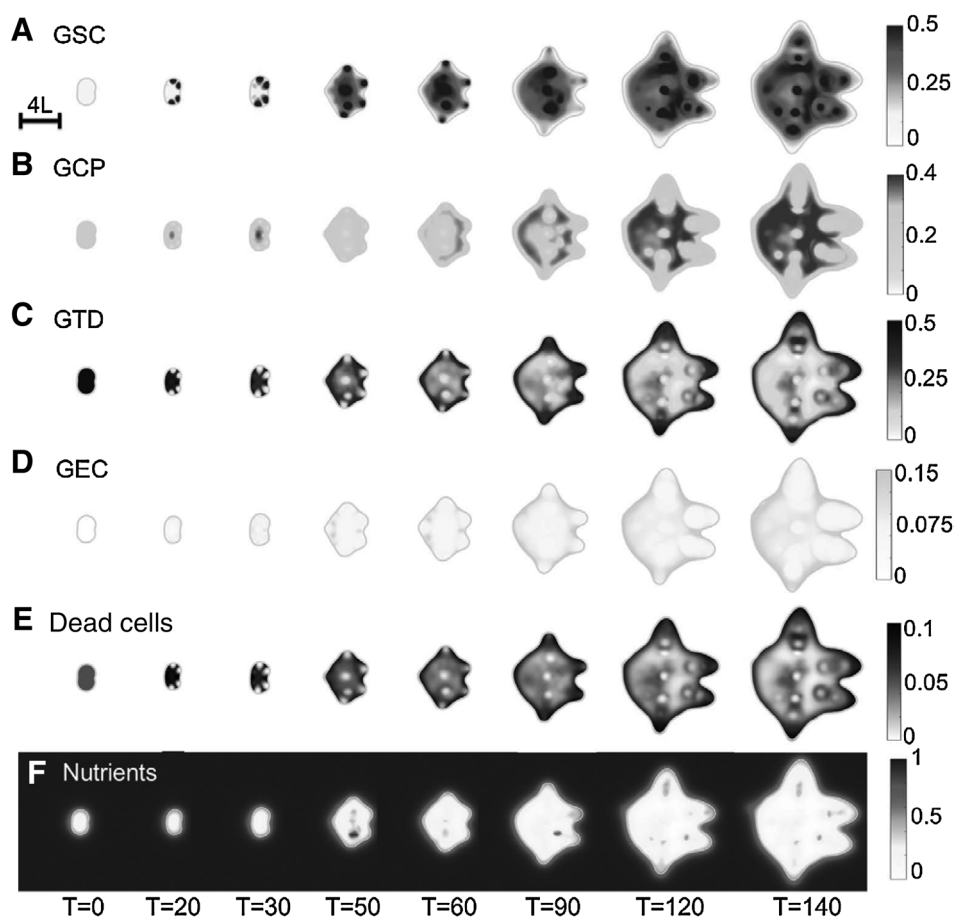 A GSC
4L
0.5
0.25
0
B GCP
0.4
0.2
0
C GTD
0.5
0.25
0
D GEC
0.15
0.075
0
E Dead cells
0.1
0.05
0
F Nutrients
1
0.5
0
T=0 T=20 T=30 T=50 T=60 T=90 T=120 T=140